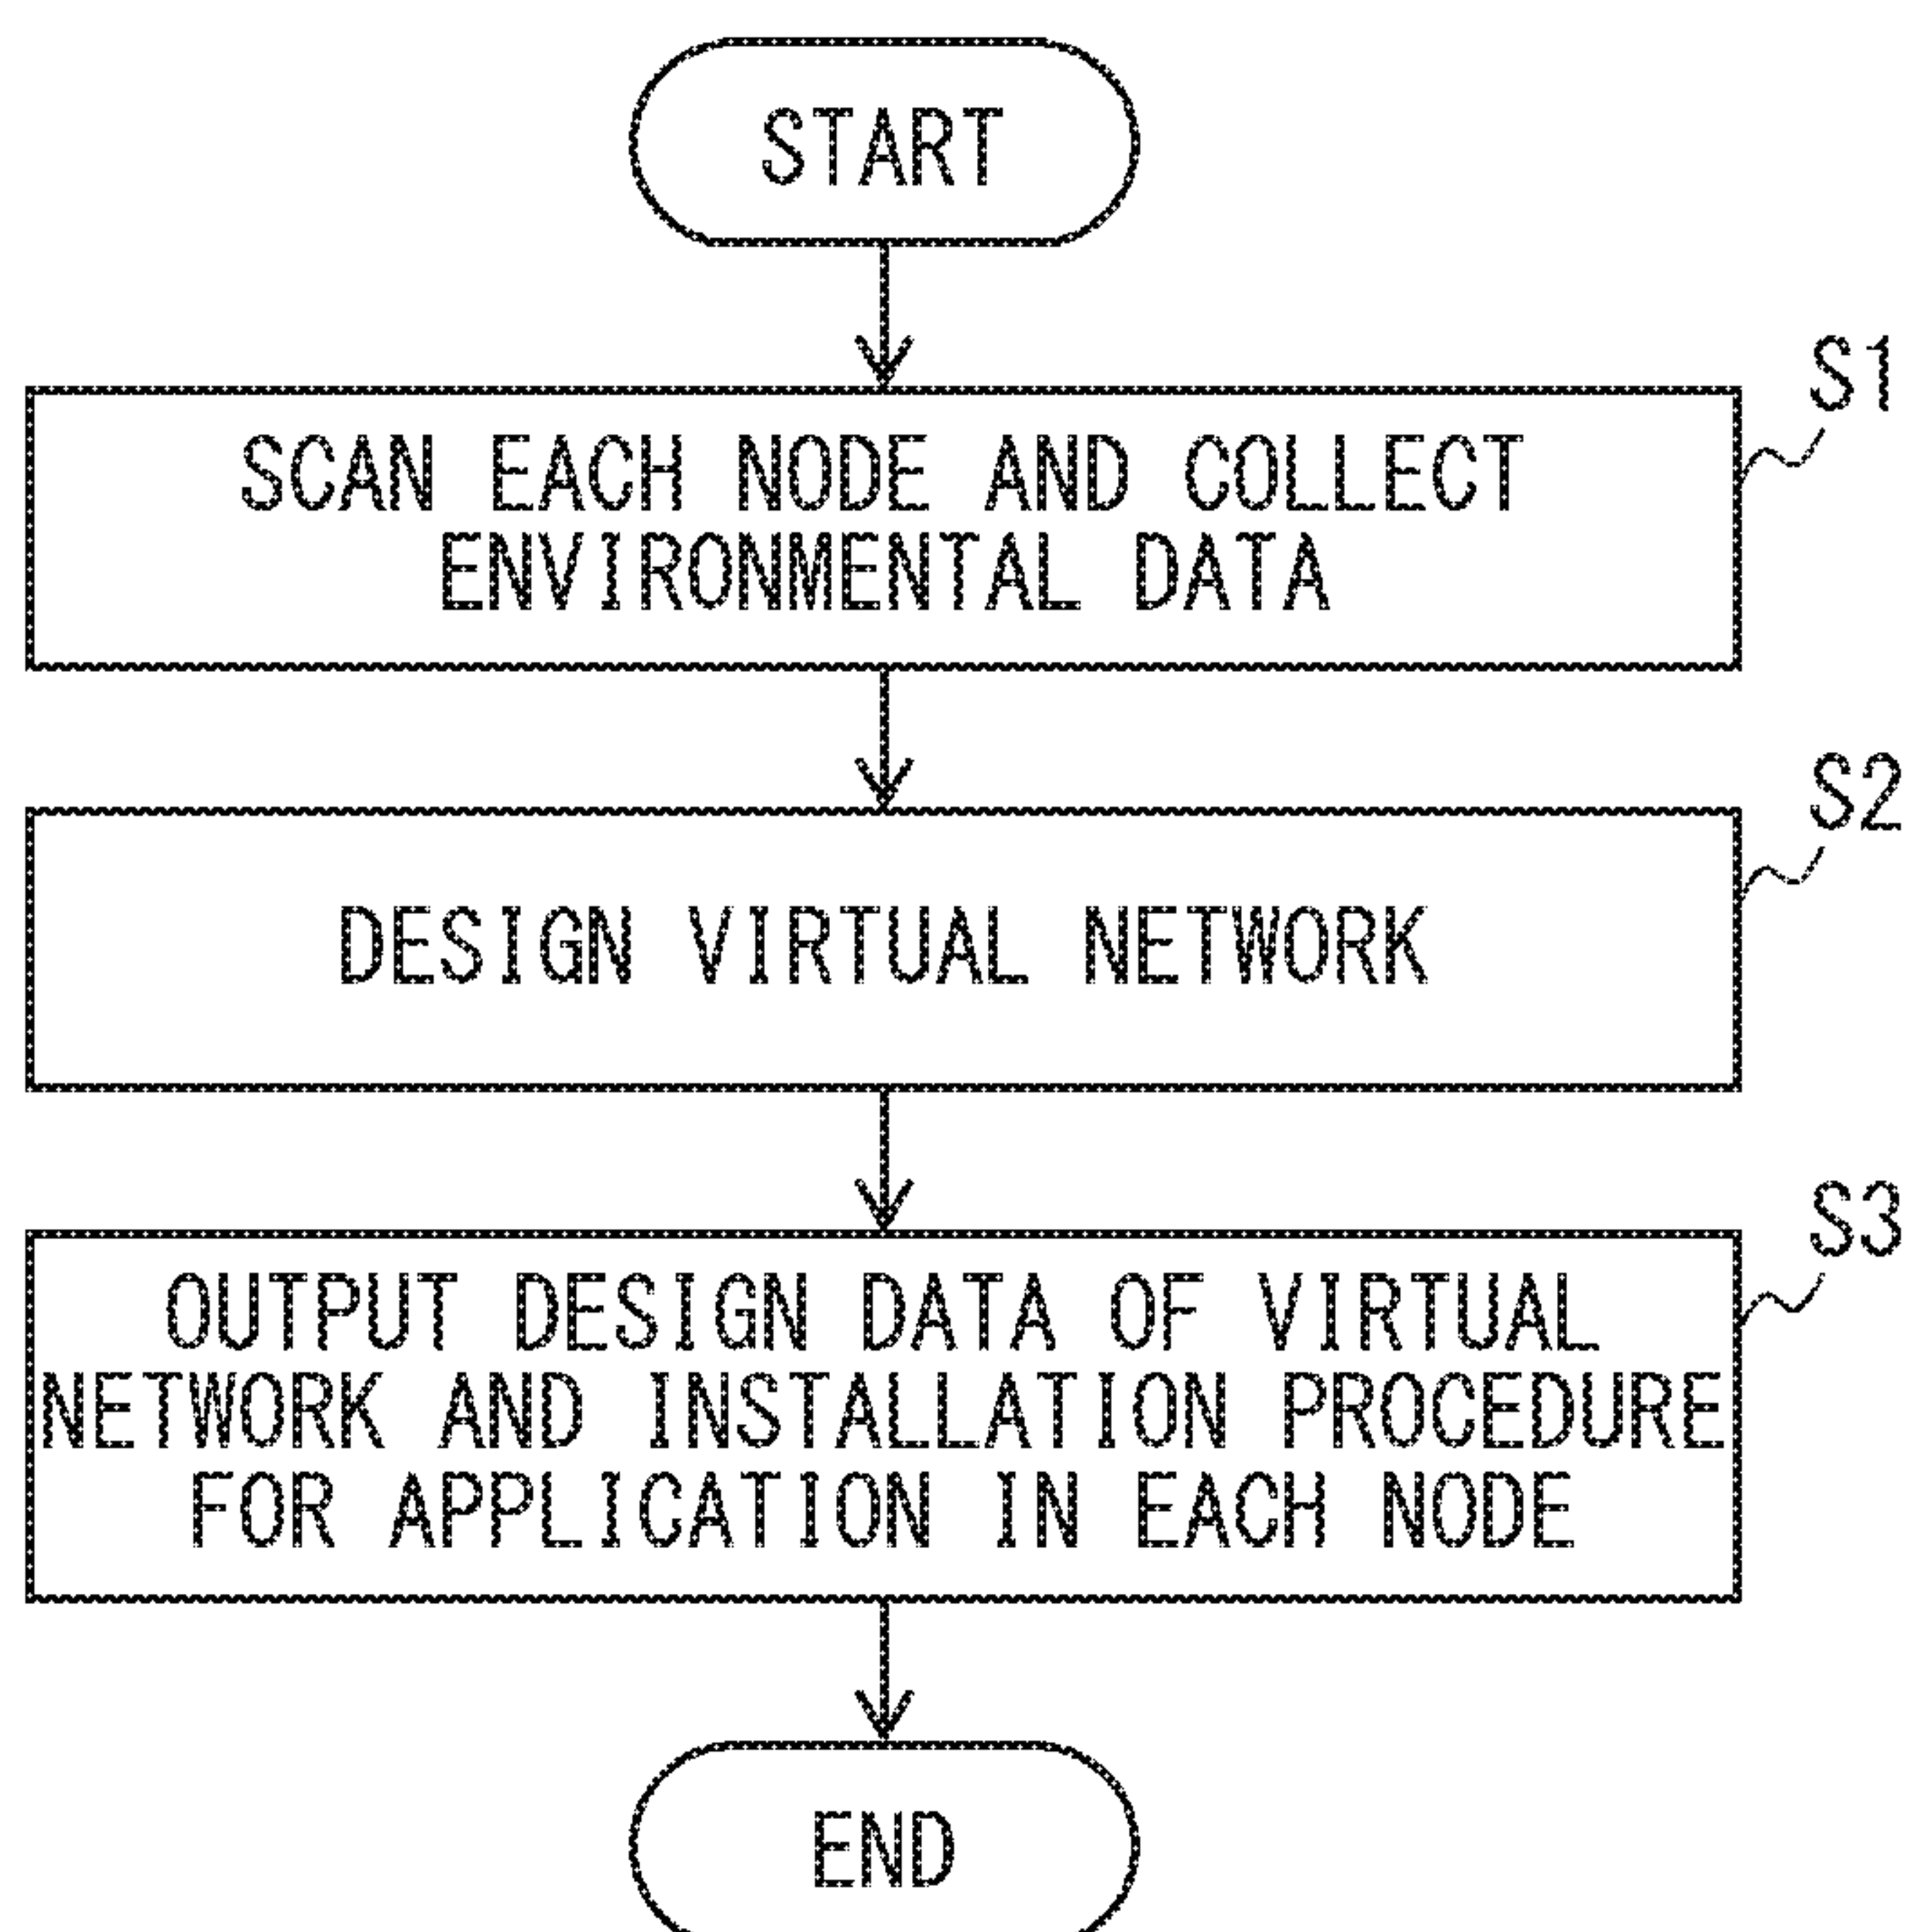 START
S1
SCAN EACH NODE AND COLLECT
ENVIRONMENTAL DATA
S2
DESIGN VIRTUAL NETWORK
S3
OUTPUT DESIGN DATA OF VIRTUAL
NETWORK AND INSTALLATION PROCEDURE
FOR APPLICATION IN EACH NODE
END